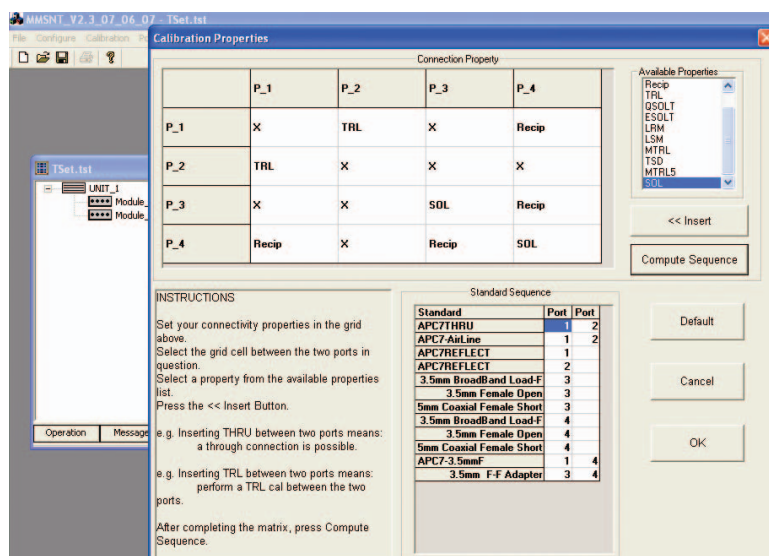 MMSNT_V2.3_07_06_07 - TSet.tst
File Configure Calibration
Calibration Properties
Connection Property
P_1 P_2 P_3 P_4
P_1 X TRL X Recip
P_2 TRL X X X
P_3 X X SOL Recip
P_4 Recip X Recip SOL
Available Properties
Recip
TRL
QSOLT
ESOLT
LRM
LSM
MTRL
TSD
MTRL5
SOL
<< Insert
Compute Sequence
TSet.tst
UNIT_1
Module_
Module_
Operation Message
INSTRUCTIONS
Set your connectivity properties in the grid
above.
Select the grid cell between the two ports in
question.
Select a property from the available properties
list.
Press the << Insert Button.
e.g. Inserting THRU between two ports means:
a through connection is possible.
e.g. Inserting TRL between two ports means:
perform a TRL cal between the two
ports.
After completing the matrix, press Compute
Sequence.
Standard Sequence
Standard Port Port
APC7THRU 1 2
APC7-AirLine 1 2
APC7REFLECT 1
APC7REFLECT 2
3.5mm BroadBand Load-F 3
3.5mm Female Open 3
5mm Coaxial Female Short 3
3.5mm BroadBand Load-F 4
3.5mm Female Open 4
5mm Coaxial Female Short 4
APC7-3.5mmF 1 4
3.5mm F-F Adapter 3 4
Default
Cancel
OK